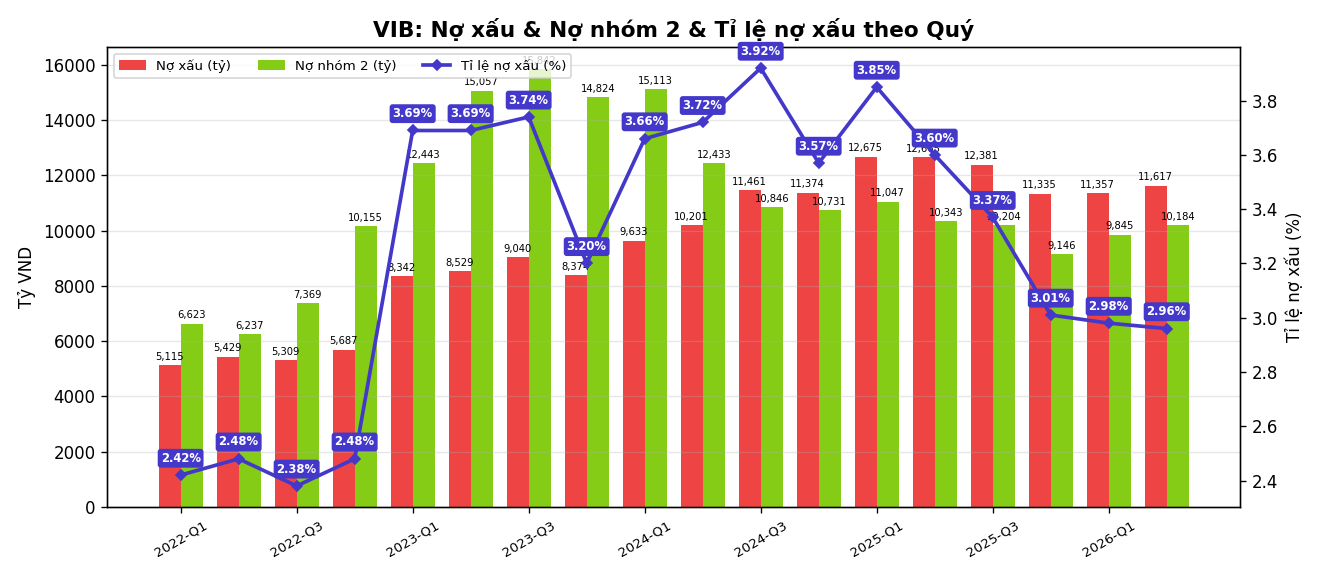 VIB: Nợ xấu & Nợ nhóm 2 & Tỉ lệ nợ xấu theo Quý
Nợ xấu (tỷ) Nợ nhóm 2 (tỷ) Tỉ lệ nợ xấu (%)
Tỷ VND
16000
14000
12000
10000
8000
6000
4000
2000
0
5,115 6,623 2.42%
5,429 6,237 2.48%
5,309 7,369 2.38%
5,687 10,155 2.48%
8,342 12,443 3.69%
8,529 15,057 3.69%
9,040 3.74%
14,824 3.20%
9,633 15,113 3.66%
10,201 12,433 3.72%
11,461 10,846 3.92%
11,374 10,731 3.57%
12,675 11,047 3.85%
10,343 3.60%
12,381 3.37%
11,335 9,146 3.01%
11,357 9,845 2.98%
11,617 10,184 2.96%
3.8
3.6
3.4
3.2
3.0
2.8
2.6
2.4
Tỉ lệ nợ xấu (%)
2022-Q1 2022-Q3 2023-Q1 2023-Q3 2024-Q1 2024-Q3 2025-Q1 2025-Q3 2026-Q1